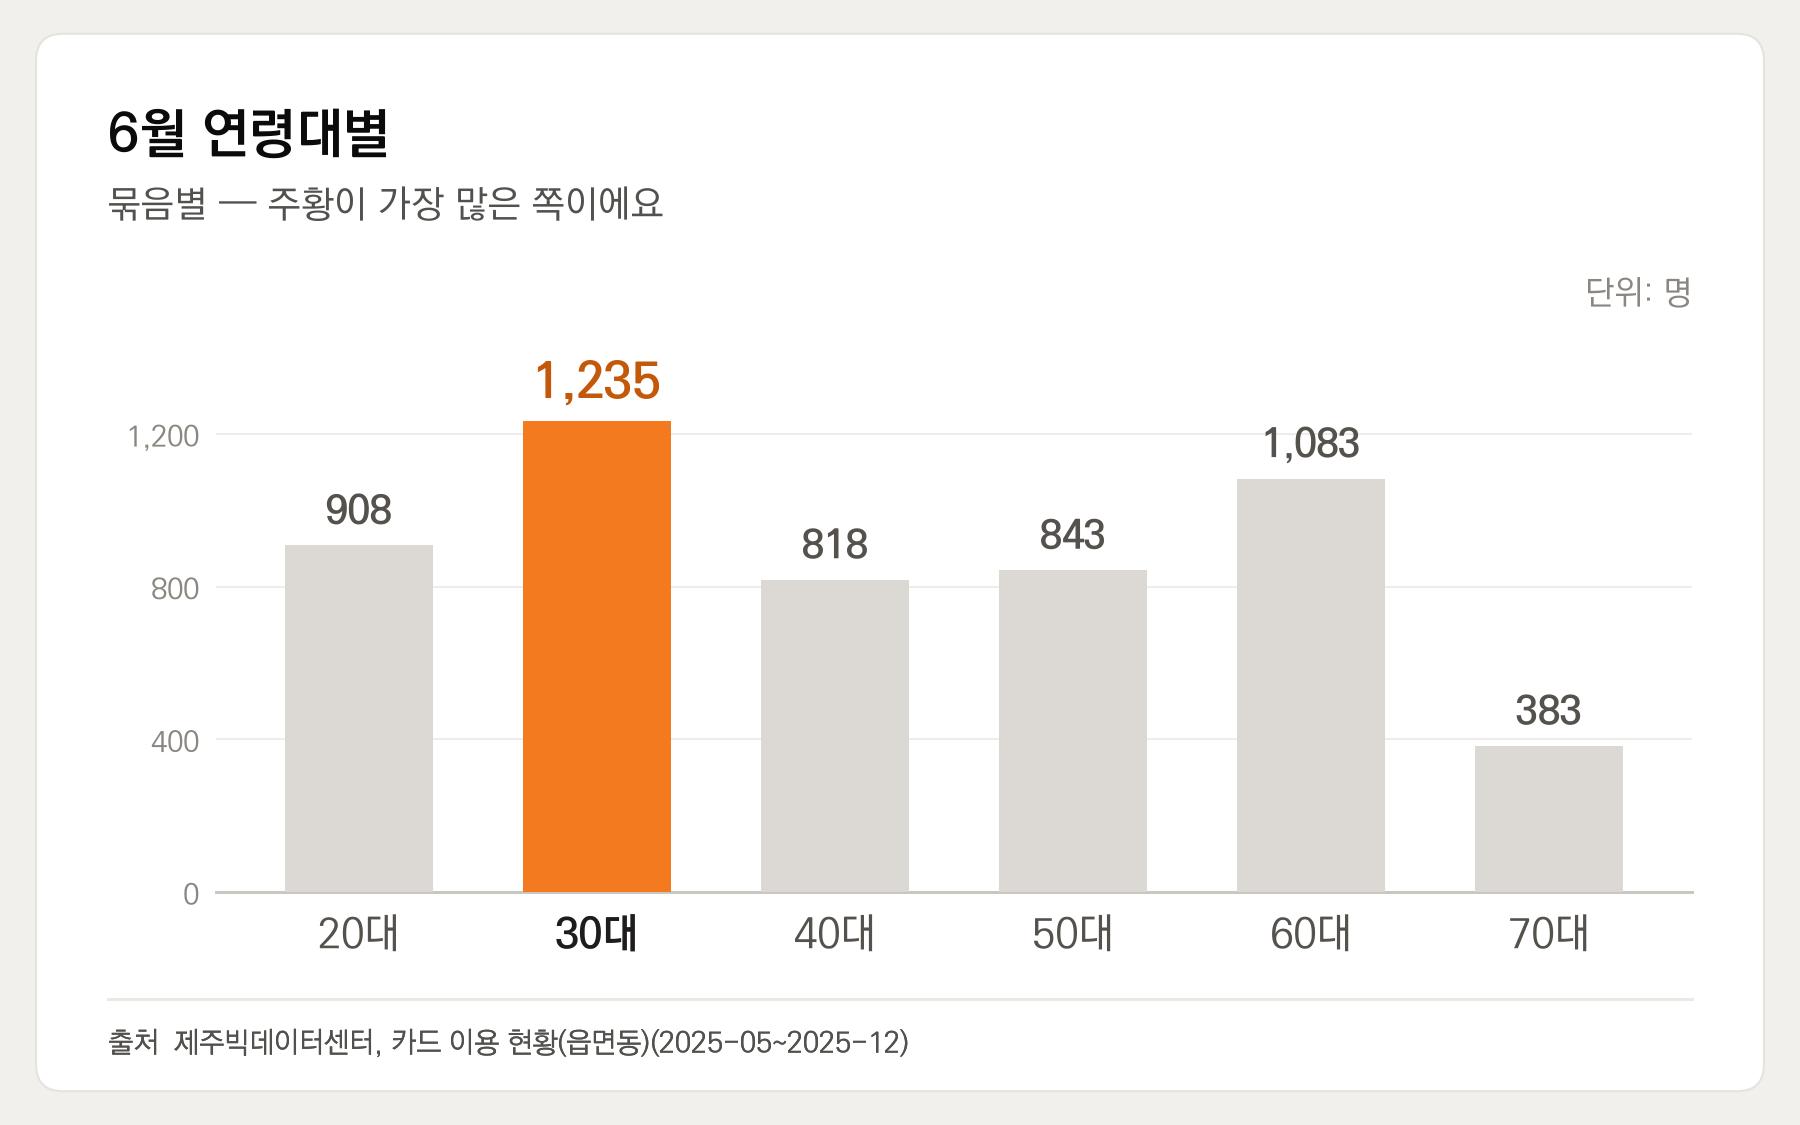 6월 연령대별
묶음별 — 주황이 가장 많은 쪽이에요
단위: 명
1,235
1,200
1,083
908
818
843
800
383
400
0
20대 30대 40대 50대 60대 70대
출처 제주빅데이터센터, 카드 이용 현황(읍면동)(2025-05~2025-12)